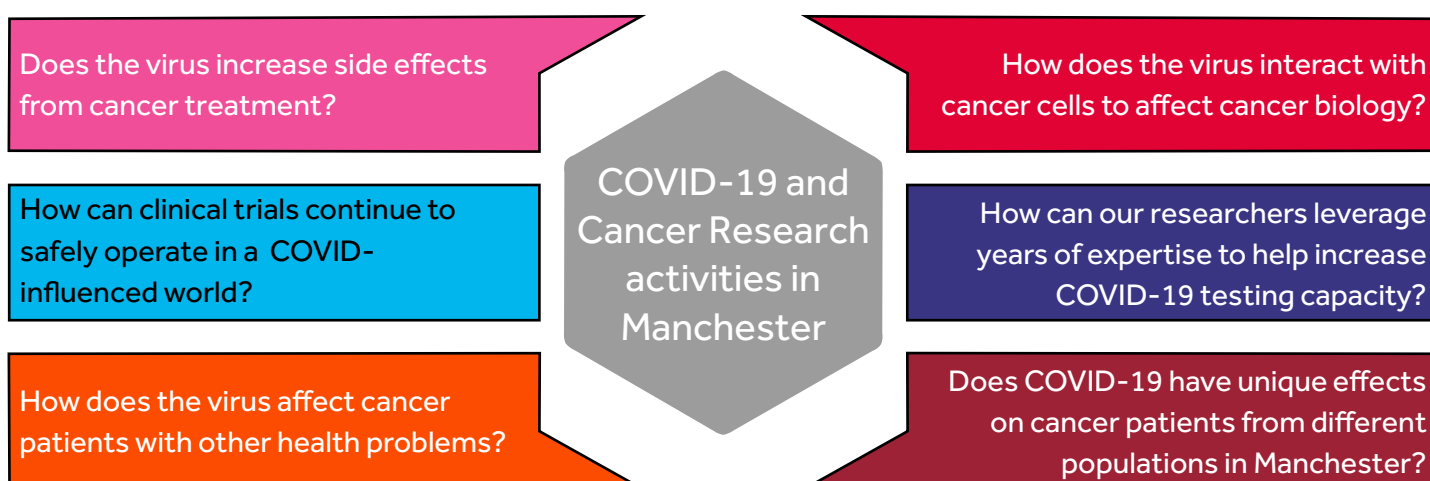 Does the virus increase side effects
from cancer treatment?
How can clinical trials continue to
safely operate in a COVID-
influenced world?
How does the virus affect cancer
patients with other health problems?
COVID-19 and
Cancer Research
activities in
Manchester
How does the virus interact with
cancer cells to affect cancer biology?
How can our researchers leverage
years of expertise to help increase
COVID-19 testing capacity?
Does COVID-19 have unique effects
on cancer patients from different
populations in Manchester?